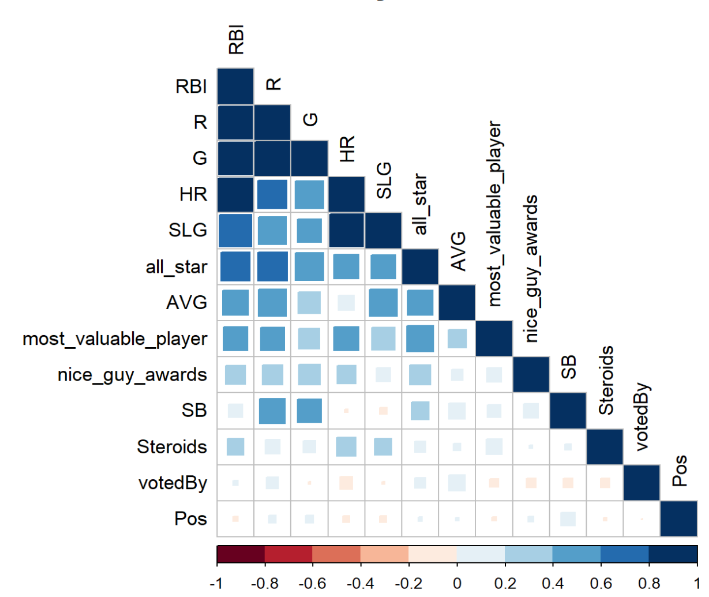 RBI
R
G
HR
SLG
all_star
AVG
most_valuable_player
nice_guy_awards
SB
Steroids
votedBy
Pos
RBI
R
G
HR
SLG
all_star
AVG
most_valuable_player
nice_guy_awards
SB
Steroids
votedBy
Pos
-1 -0.8 -0.6 -0.4 -0.2 0 0.2 0.4 0.6 0.8 1